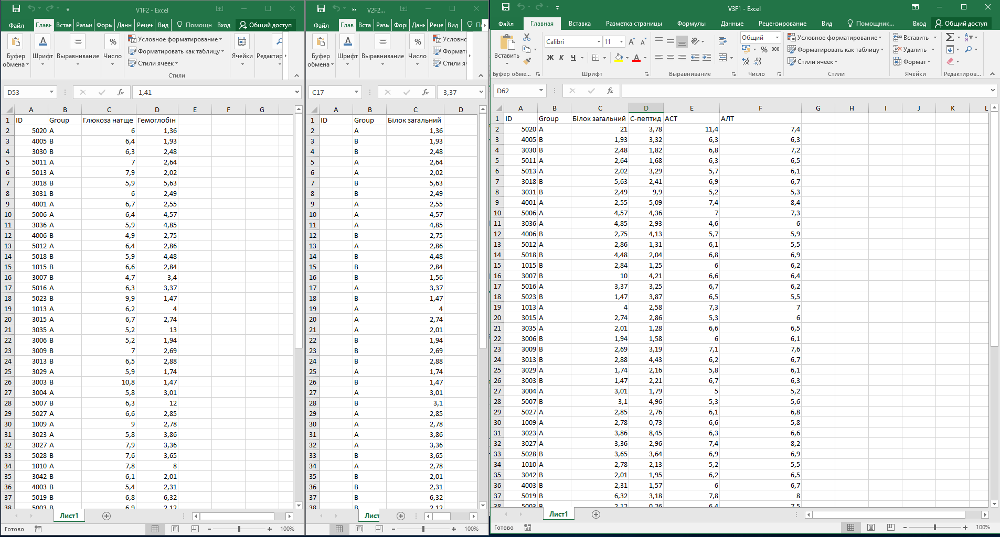 V1F2 - Excel
Файл Главн Встав Разме Форм Данн Рецен Вид Помощн Вход Общий доступ
Буфер обмена Шрифт Выравнивание Число Условное форматирование Форматировать как таблицу Стили ячеек Стили Ячейки Редактир
D53 fx 1,41
A B C D E F G
1 ID Group Глюкоза натще Гемоглобін
2 5020 A 6 1,36
3 4005 B 6,4 1,93
4 3030 B 6,3 2,48
5 5011 A 7 2,64
6 5013 A 7,9 2,02
7 3018 B 5,9 5,63
8 3031 B 6 2,49
9 4001 A 6,7 2,55
10 5006 A 6,4 4,57
11 3036 A 5,9 4,85
12 4006 B 4,9 2,75
13 5012 A 6,4 2,86
14 5018 B 5,9 4,48
15 1015 B 6,6 2,84
16 3007 B 4,7 3,4
17 5016 A 6,3 3,37
18 5023 B 9,9 1,47
19 1013 A 6,2 4
20 3015 A 6,7 2,74
21 3035 A 5,2 13
22 3006 B 5,2 1,94
23 3009 B 7 2,69
24 3013 B 6,5 2,88
25 3029 A 5,9 1,74
26 3003 B 10,8 1,47
27 3004 A 5,8 3,01
28 5007 B 6,3 12
29 5027 A 6,6 2,85
30 1009 A 9 2,78
31 3023 A 5,8 3,86
32 3027 A 7,9 3,36
33 5028 B 7,6 3,65
34 1010 A 7,8 8
35 3042 B 6,1 2,01
36 4003 B 5,4 2,31
37 5019 B 6,8 6,32
38 5003 B 6,9 2,12
Лист1
Готово 100%
V2F2...
Файл Глав Вста Разм Фор Данн Реце Вид П
Буфер обмена Шрифт Выравнивание Число Условно Формат Стили я
C17 fx 3,37
A B C D
1 ID Group Білок загальний
2 A 1,36
3 B 1,93
4 B 2,48
5 A 2,64
6 A 2,02
7 B 5,63
8 B 2,49
9 A 2,55
10 A 4,57
11 A 4,85
12 B 2,75
13 A 2,86
14 B 4,48
15 B 2,84
16 B 1,56
17 A 3,37
18 B 1,47
19 A 4
20 A 2,74
21 A 2,01
22 B 1,94
23 B 2,69
24 B 2,88
25 A 1,74
26 B 1,47
27 A 3,01
28 B 3,1
29 A 2,85
30 A 2,78
31 A 3,86
32 A 3,36
33 B 3,65
34 A 2,78
35 B 2,01
36 B 2,31
37 B 6,32
38 B 2,12
Лист
100%
V3F1 - Excel
Файл Главная Вставка Разметка страницы Формулы Данные Рецензирование Вид Помощник... Вход Общий доступ
Вставить Calibri 11 Ж К Ч Общий % 000 Условное форматирование Форматировать как таблицу Стили ячеек Вставить Удалить Формат
Буфер обме... Шрифт Выравнивание Число Стили Ячейки Редактиров...
D62 fx
A B C D E F G H I J K L
1 ID Group Білок загальний С-пептид АСТ АЛТ
2 5020 A 21 3,78 11,4 7,4
3 4005 B 1,93 3,32 6,3 6,3
4 3030 B 2,48 1,82 6,8 7,2
5 5011 A 2,64 1,68 6,3 6,5
6 5013 A 2,02 3,29 5,7 6,1
7 3018 B 5,63 2,41 6,9 6,7
8 3031 B 2,49 9,9 5,2 5,3
9 4001 A 2,55 5,09 7,4 8,4
10 5006 A 4,57 4,36 7 7,3
11 3036 A 4,85 2,93 4,6 6
12 4006 B 2,75 4,13 5,7 5,9
13 5012 A 2,86 1,31 6,1 5,5
14 5018 B 4,48 2,04 6,8 6,9
15 1015 B 2,84 1,25 6 6,2
16 3007 B 10 4,21 6,6 6,4
17 5016 A 3,37 3,25 6,7 6,2
18 5023 B 1,47 3,87 6,5 5,5
19 1013 A 4 2,58 7,3 7
20 3015 A 2,74 2,86 5,3 6
21 3035 A 2,01 1,28 6,6 6,5
22 3006 B 1,94 1,58 6 6,1
23 3009 B 2,69 3,19 7,1 7,6
24 3013 B 2,88 4,43 6,2 6,7
25 3029 A 1,74 2,16 5,8 6,1
26 3003 B 1,47 2,21 6,7 6,3
27 3004 A 3,01 1,79 5 5,2
28 5007 B 3,1 4,96 5,3 5,6
29 5027 A 2,85 2,76 6,1 6,8
30 1009 A 2,78 0,73 6,6 5,8
31 3023 A 3,86 8,45 6,3 6,6
32 3027 A 3,36 2,96 7,4 8,2
33 5028 B 3,65 3,64 6,9 6,9
34 1010 A 2,78 2,13 5,2 5,5
35 3042 B 2,01 1,95 6,2 6,5
36 4003 B 2,31 1,57 6 6,7
37 5019 B 6,32 3,18 7,8 8
38 5003 B 2,12 0,26 6,4 7,5
Лист1
Готово 100%